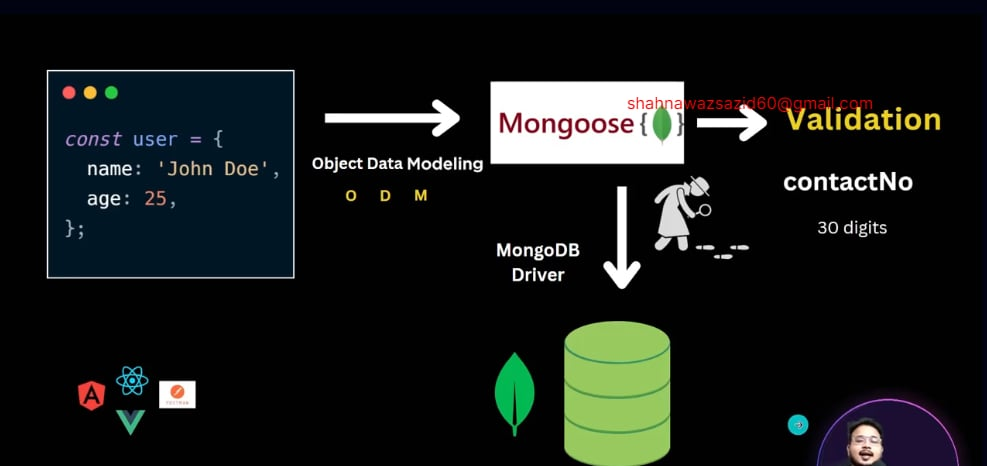 const user = {
name: 'John Doe',
age: 25,
};
Object Data Modeling
O D M
Mongoose {}
shahnawazsazid60@gmail.com
Validation
contactNo
30 digits
MongoDB
Driver